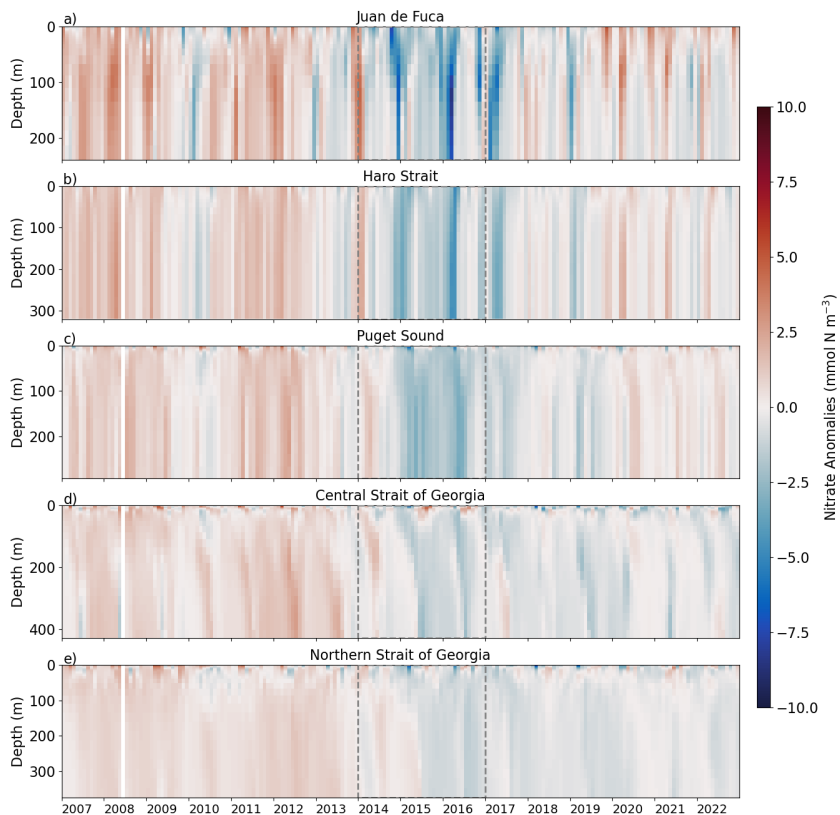 a) Juan de Fuca
0
100
200
Depth (m)
b) Haro Strait
0
100
200
300
Depth (m)
c) Puget Sound
0
100
200
Depth (m)
d) Central Strait of Georgia
0
200
400
Depth (m)
e) Northern Strait of Georgia
0
100
200
300
Depth (m)
2007 2008 2009 2010 2011 2012 2013 2014 2015 2016 2017 2018 2019 2020 2021 2022
10.0
7.5
5.0
2.5
0.0
−2.5
−5.0
−7.5
−10.0
Nitrate Anomalies (mmol N m⁻³)